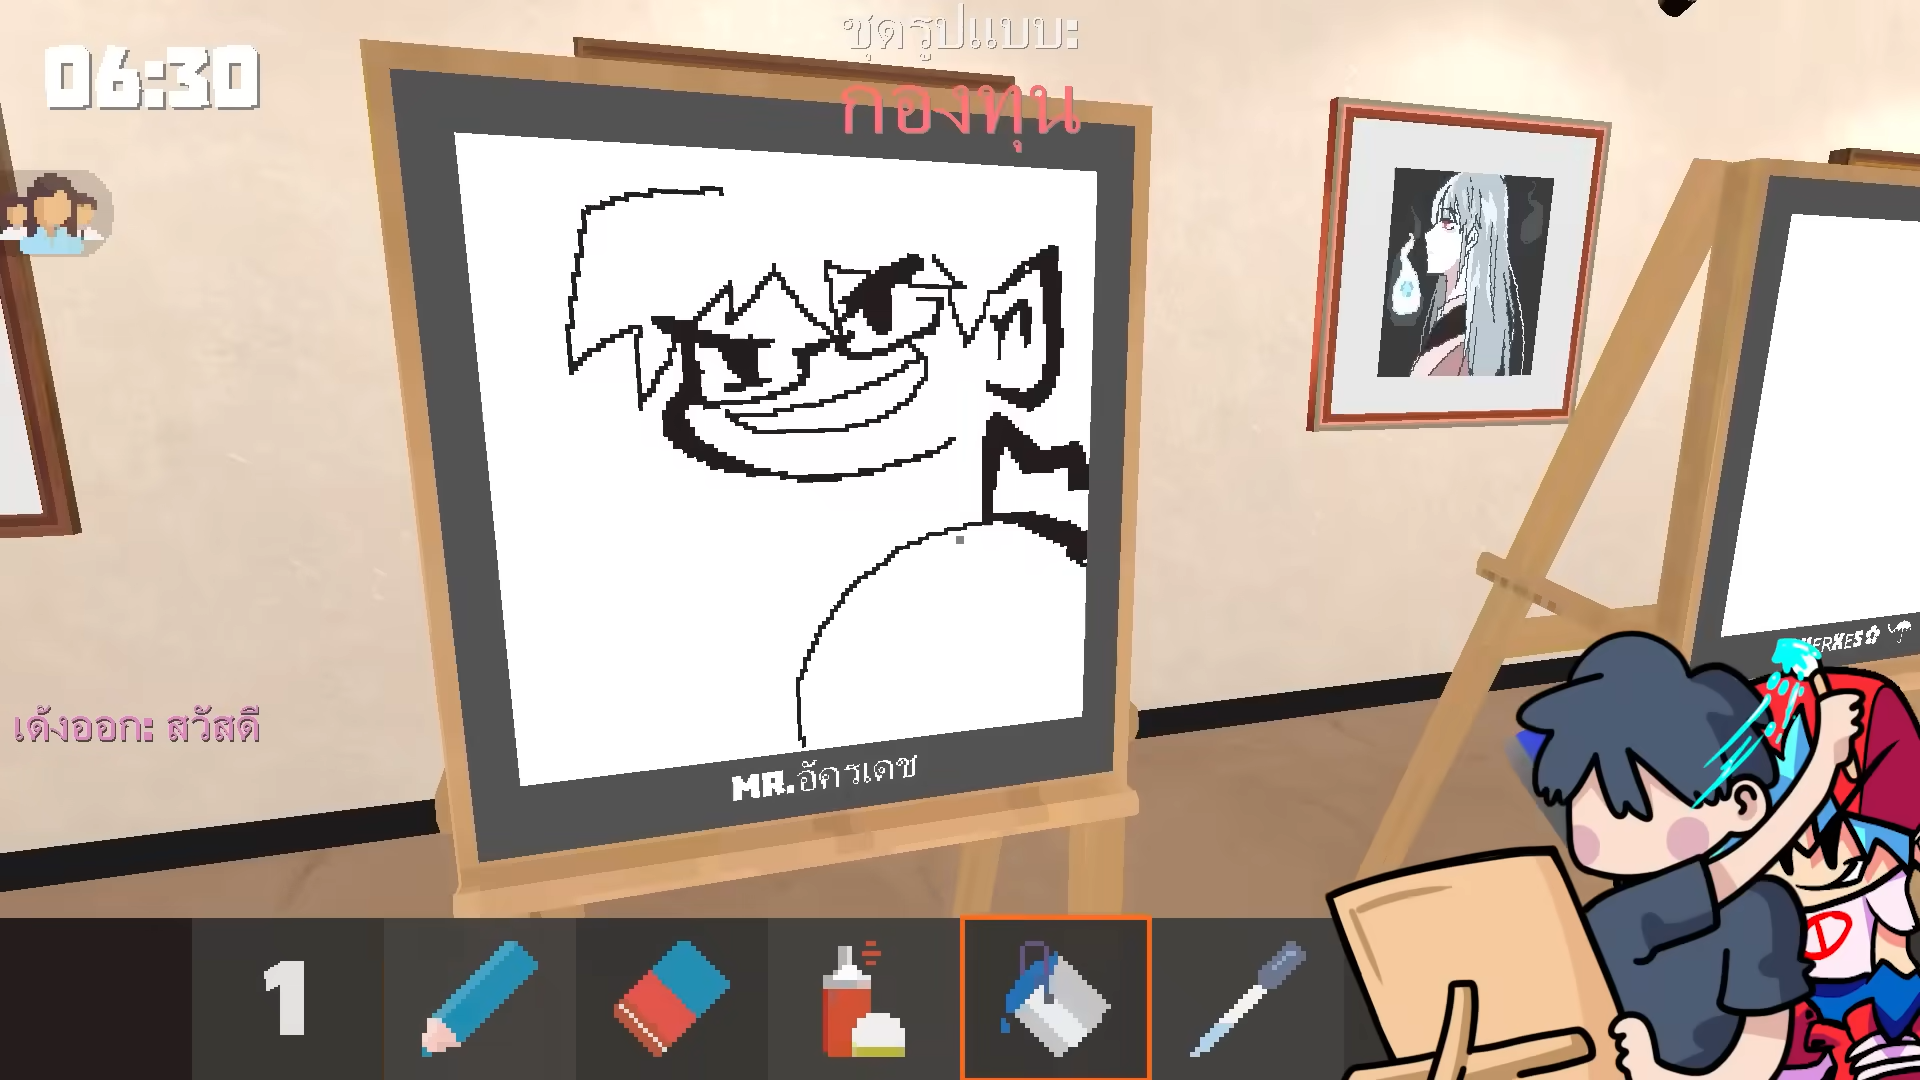 ชุดรูปแบบ:
06:30
กองทุน
เด้งออก: สวัสดี
MR.อัครเดช
1